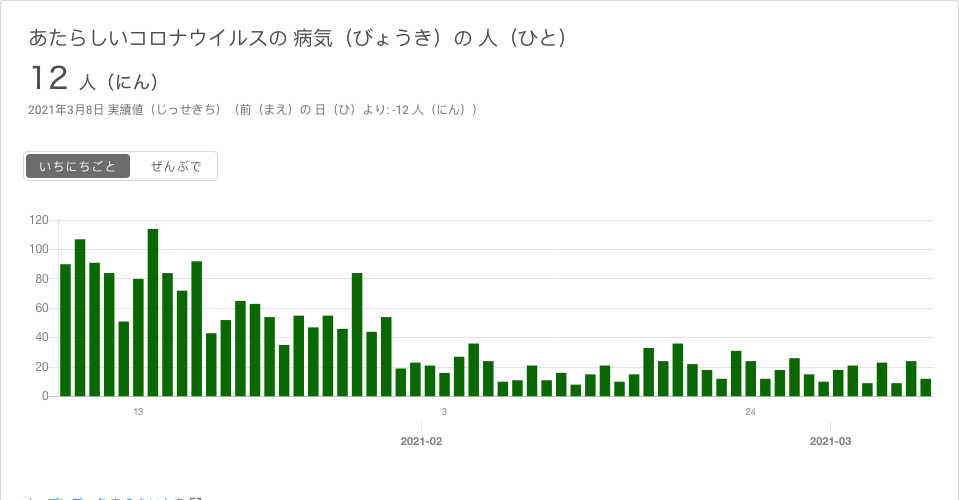 あたらしいコロナウイルスの 病気（びょうき）の 人（ひと）
12 人（にん）
2021年3月8日 実績値（じっせきち）（前（まえ）の 日（ひ）より: -12 人（にん））
いちにちごと ぜんぶで
120
100
80
60
40
20
0
13 3 24
2021-02 2021-03